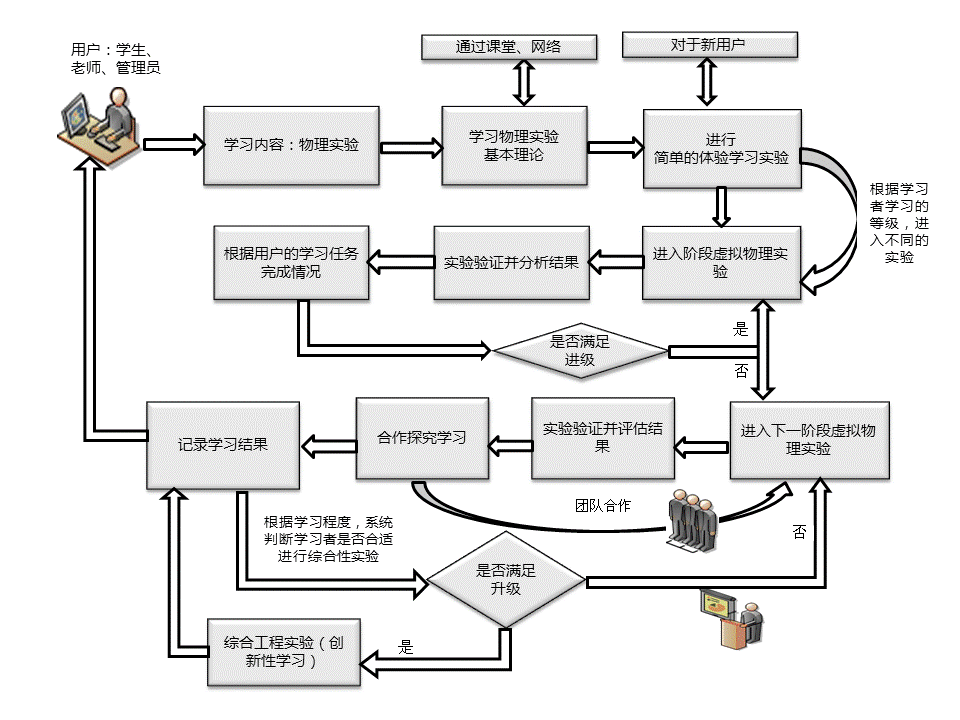 用户：学生、
老师、管理员
通过课堂、网络
对于新用户
学习内容：物理实验
学习物理实验
基本理论
进行
简单的体验学习实验
根据学习
者学习的
等级，进
入不同的
实验
根据用户的学习任务
完成情况
实验验证并分析结果
进入阶段虚拟物理实
验
是否满足
进级
是
否
记录学习结果
合作探究学习
实验验证并评估结
果
进入下一阶段虚拟物
理实验
团队合作
根据学习程度，系统
判断学习者是否合适
进行综合性实验
否
是否满足
升级
综合工程实验（创
新性学习）
是